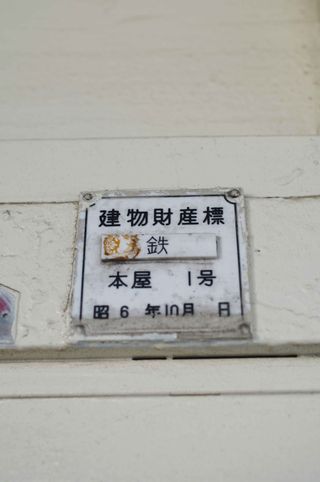 建物財産標
鉄
本屋 1号
昭 6 年10月 日